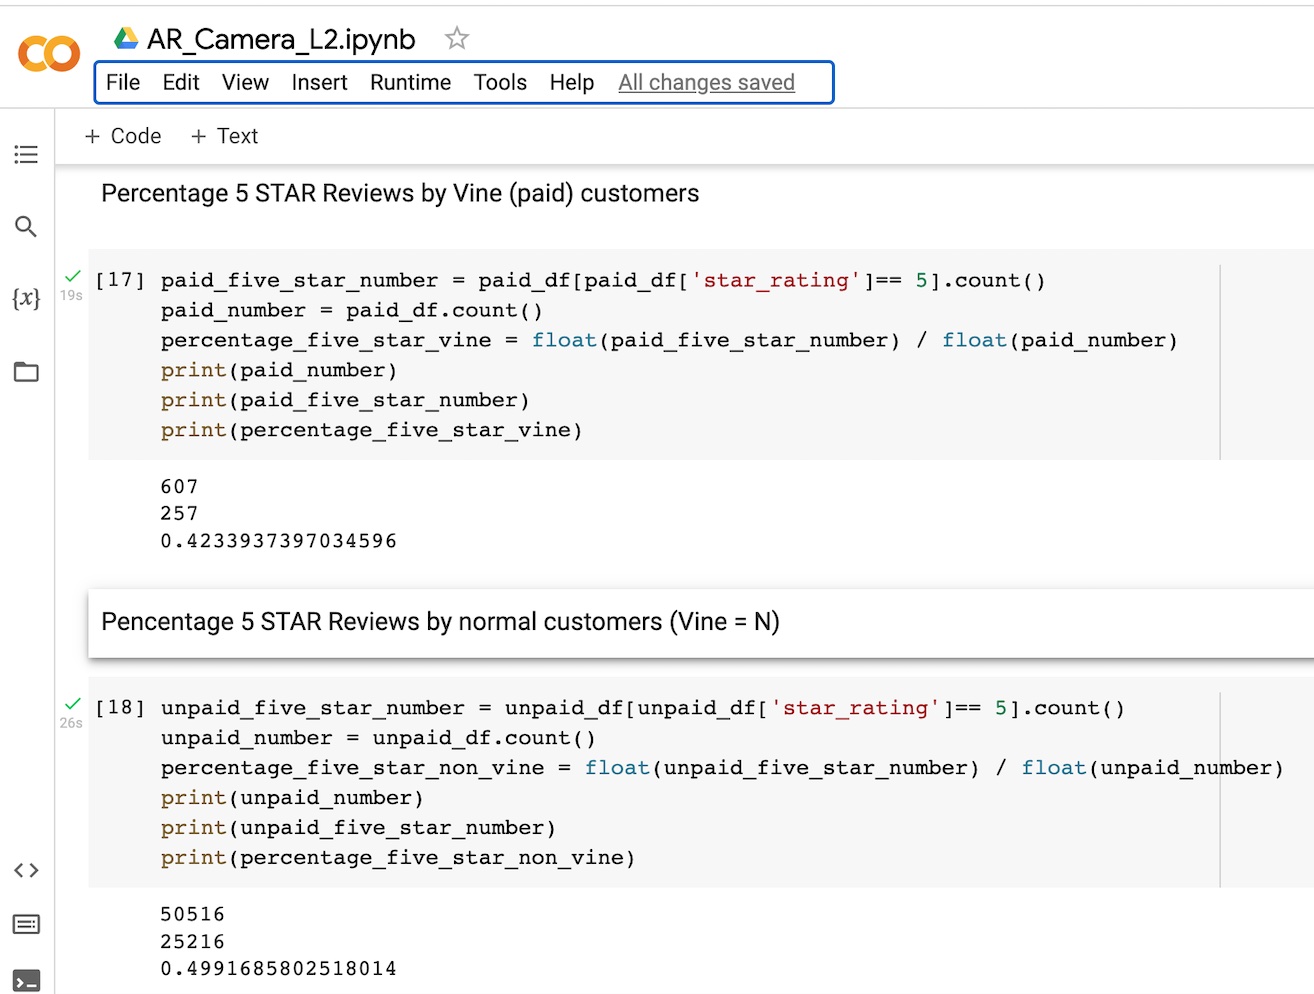 AR_Camera_L2.ipynb
File Edit View Insert Runtime Tools Help All changes saved
+ Code + Text
Percentage 5 STAR Reviews by Vine (paid) customers
[17] paid_five_star_number = paid_df[paid_df['star_rating']== 5].count()
19s
paid_number = paid_df.count()
percentage_five_star_vine = float(paid_five_star_number) / float(paid_number)
print(paid_number)
print(paid_five_star_number)
print(percentage_five_star_vine)
607
257
0.4233937397034596
Pencentage 5 STAR Reviews by normal customers (Vine = N)
[18] unpaid_five_star_number = unpaid_df[unpaid_df['star_rating']== 5].count()
26s
unpaid_number = unpaid_df.count()
percentage_five_star_non_vine = float(unpaid_five_star_number) / float(unpaid_number)
print(unpaid_number)
print(unpaid_five_star_number)
print(percentage_five_star_non_vine)
50516
25216
0.4991685802518014